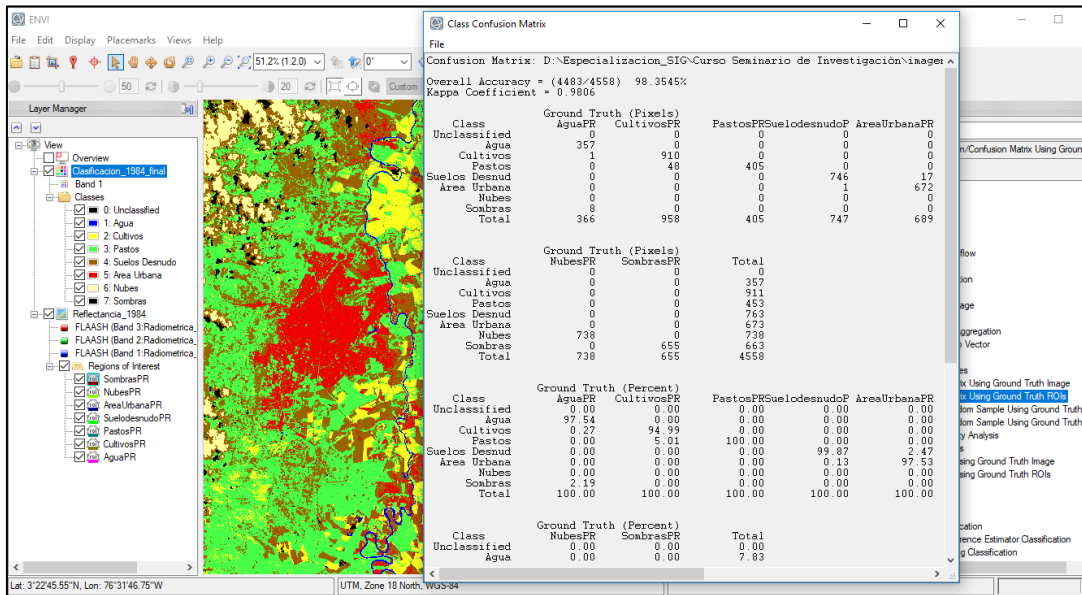 ENVI
File Edit Display Placemarks Views Help
51.2% (1:2.0) 0°
50 20 Custom
Layer Manager
View
Overview
Clasificacion_1984_final
Band 1
Classes
0: Unclassified
1: Agua
2: Cultivos
3: Pastos
4: Suelos Desnudo
5: Area Urbana
6: Nubes
7: Sombras
Reflectancia_1984
FLAASH (Band 3:Radiometrica_
FLAASH (Band 2:Radiometrica_
FLAASH (Band 1:Radiometrica_
Regions of Interest
SombrasPR
NubesPR
AreaUrbanaPR
SuelodesnudoPR
PastosPR
CultivosPR
AguaPR
Lat: 3°22'45.55"N, Lon: 76°31'46.75"W
UTM, Zone 18 North, WGS-84
Class Confusion Matrix
File
Confusion Matrix: D:\Especializacion_SIG\Curso Seminario de Investigaciòn\imagen
Overall Accuracy = (4483/4558) 98.3545%
Kappa Coefficient = 0.9806
Ground Truth (Pixels)
Class AguaPR CultivosPR PastosPRSuelodesnudoP AreaUrbanaPR
Unclassified 0 0 0 0 0
Agua 357 0 0 0 0
Cultivos 1 910 0 0 0
Pastos 0 48 405 0 0
Suelos Desnud 0 0 0 746 17
Area Urbana 0 0 0 1 672
Nubes 0 0 0 0 0
Sombras 8 0 0 0 0
Total 366 958 405 747 689
Ground Truth (Pixels)
Class NubesPR SombrasPR Total
Unclassified 0 0 0
Agua 0 0 357
Cultivos 0 0 911
Pastos 0 0 453
Suelos Desnud 0 0 763
Area Urbana 0 0 673
Nubes 738 0 738
Sombras 0 655 663
Total 738 655 4558
Ground Truth (Percent)
Class AguaPR CultivosPR PastosPRSuelodesnudoP AreaUrbanaPR
Unclassified 0.00 0.00 0.00 0.00 0.00
Agua 97.54 0.00 0.00 0.00 0.00
Cultivos 0.27 94.99 0.00 0.00 0.00
Pastos 0.00 5.01 100.00 0.00 0.00
Suelos Desnud 0.00 0.00 0.00 99.87 2.47
Area Urbana 0.00 0.00 0.00 0.13 97.53
Nubes 0.00 0.00 0.00 0.00 0.00
Sombras 2.19 0.00 0.00 0.00 0.00
Total 100.00 100.00 100.00 100.00 100.00
Ground Truth (Percent)
Class NubesPR SombrasPR Total
Unclassified 0.00 0.00 0.00
Agua 0.00 0.00 7.83
n/Confusion Matrix Using Groun
flow
tion
age
ggregation
o Vector
es
rix Using Ground Truth Image
rix Using Ground Truth ROIs
dom Sample Using Ground Truth
dom Sample Using Ground Truth
ty Analysis
s
sing Ground Truth Image
sing Ground Truth ROIs
ication
rence Estimator Classification
g Classification